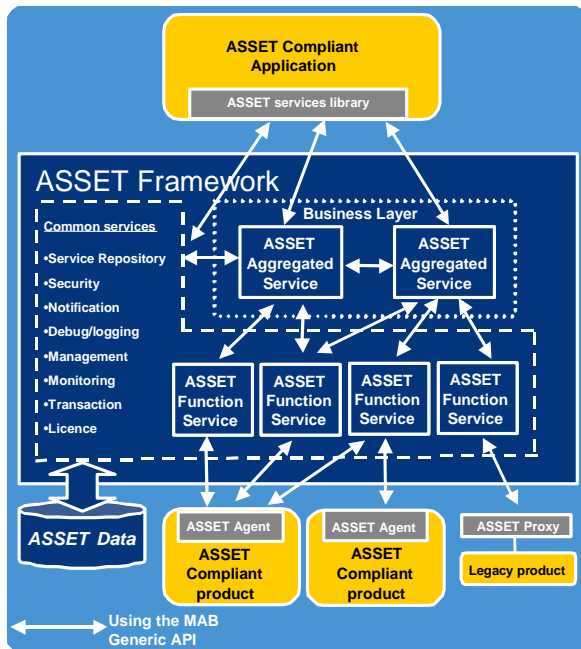 ASSET Compliant
Application
ASSET services library
ASSET Framework
Common services
•Service Repository
•Security
•Notification
•Debug/logging
•Management
•Monitoring
•Transaction
•Licence
Business Layer
ASSET
Aggregated
Service
ASSET
Aggregated
Service
ASSET
Function
Service
ASSET
Function
Service
ASSET
Function
Service
ASSET
Function
Service
ASSET Data
ASSET Agent
ASSET
Compliant
product
ASSET Agent
ASSET
Compliant
product
ASSET Proxy
Legacy product
Using the MAB
Generic API